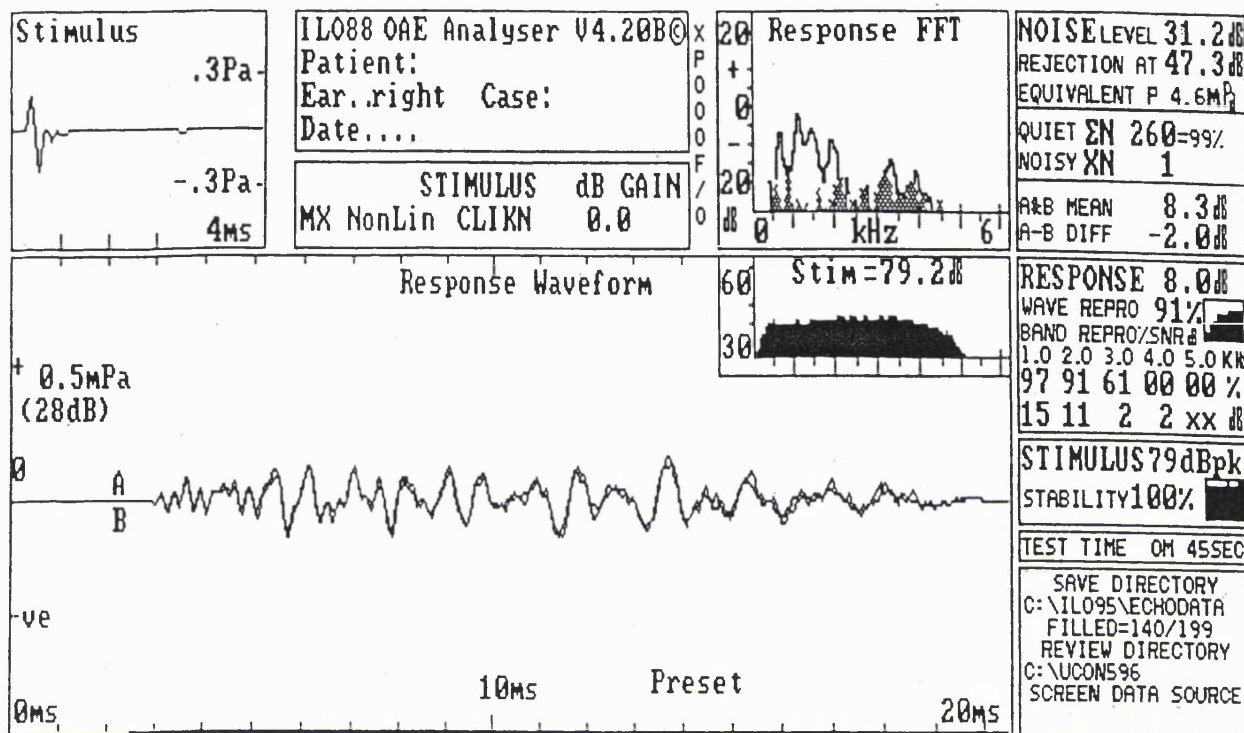 Stimulus
.3Pa-
-.3Pa-
4ms
ILO88 OAE Analyser V4.20B©
Patient:
Ear..right Case:
Date....
STIMULUS dB GAIN
MX NonLin CLIKN 0.0
Response FFT
20
+
0
-
20
dB
0 kHz 6
NOISE LEVEL 31.2dB
REJECTION AT 47.3dB
EQUIVALENT P 4.6MPa
QUIET ΣN 260=99%
NOISY XN 1
A&B MEAN 8.3dB
A-B DIFF -2.0dB
Response Waveform
60
Stim=79.2dB
30
+ 0.5mPa
(28dB)
0
A
B
-ve
0ms
10ms
Preset
20ms
RESPONSE 8.0dB
WAVE REPRO 91%
BAND REPRO%SNR dB
1.0 2.0 3.0 4.0 5.0 KHz
97 91 61 00 00 %
15 11 2 2 xx dB
STIMULUS 79dBpk
STABILITY 100%
TEST TIME 0M 45SEC
SAVE DIRECTORY
C:\ILO95\ECHODATA
FILLED=140/199
REVIEW DIRECTORY
C:\UCON596
SCREEN DATA SOURCE